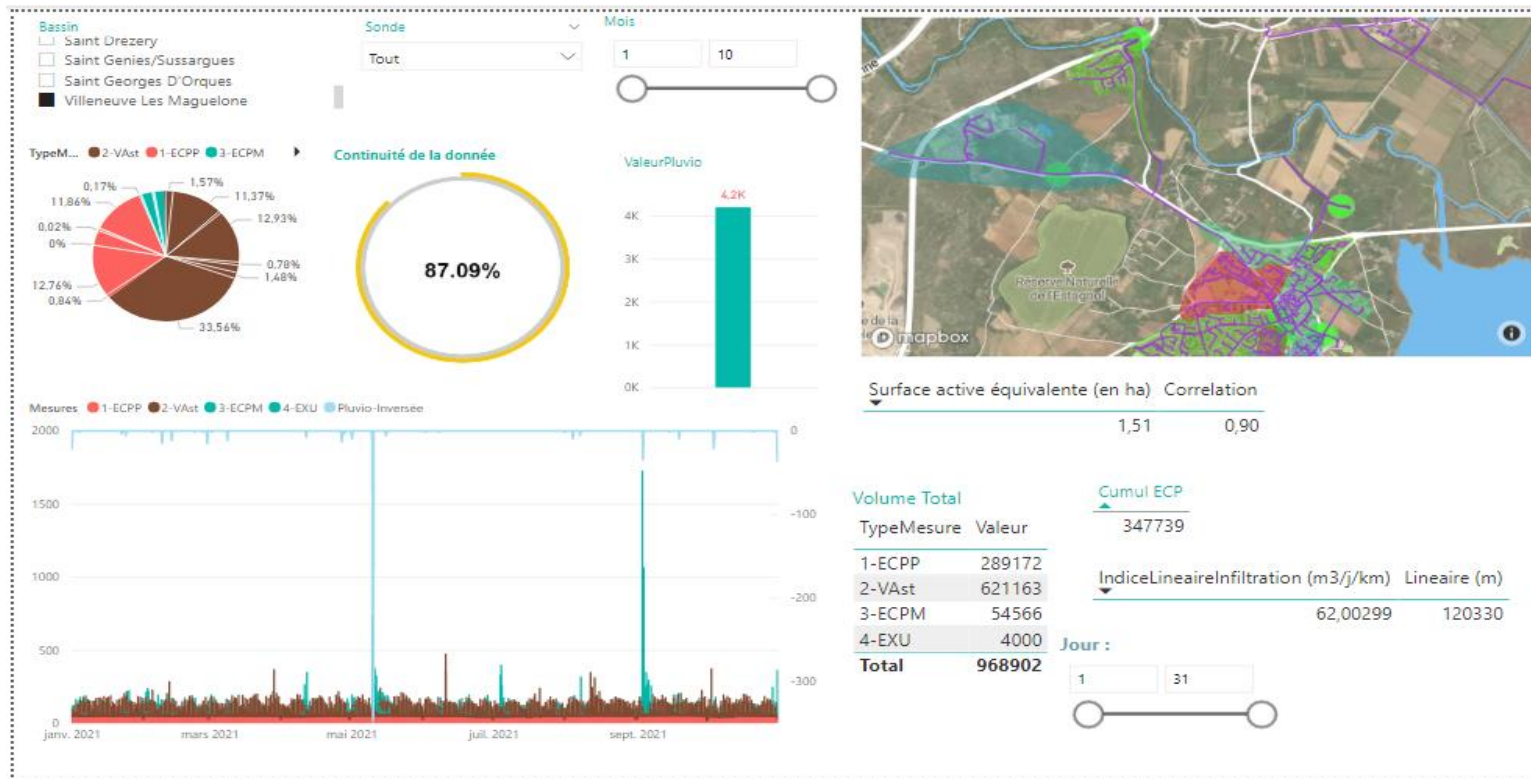 Bassin
Saint Drezery
Saint Genies/Sussargues
Saint Georges D'Orques
Villeneuve Les Maguelone
Sonde
Tout
Mois
1 10
TypeM... 2-VAst 1-ECPP 3-ECPM
0,17%
1,57%
11,86%
11,37%
0,02%
12,93%
0%
0,78%
12,76%
1,48%
0,84%
33,56%
Continuité de la donnée
87.09%
ValeurPluvio
4,2K
4K
3K
2K
1K
0K
Réserve Naturelle
de l'Estagnol
e de la
mapbox
Surface active équivalente (en ha) Correlation
1,51 0,90
Mesures 1-ECPP 2-VAst 3-ECPM 4-EXU Pluvio-Inversée
2000
1500
1000
500
0
0
-100
-200
-300
janv. 2021 mars 2021 mai 2021 juil. 2021 sept. 2021
Volume Total
TypeMesure Valeur
1-ECPP 289172
2-VAst 621163
3-ECPM 54566
4-EXU 4000
Total 968902
Cumul ECP
347739
IndiceLineaireInfiltration (m3/j/km) Lineaire (m)
62,00299 120330
Jour :
1 31